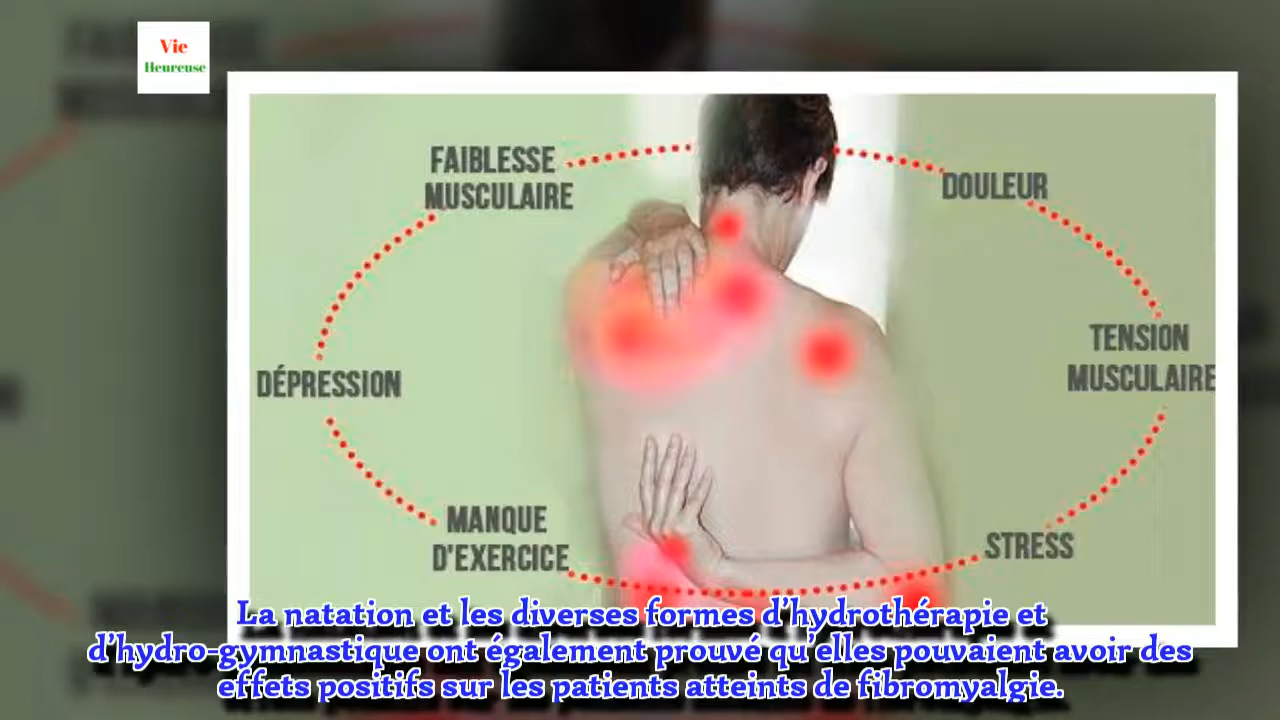 Vie
Heureuse
FAIBLESSE
MUSCULAIRE
DOULEUR
TENSION
MUSCULAIRE
DÉPRESSION
MANQUE
D'EXERCICE
STRESS
La natation et les diverses formes d'hydrothérapie et
d'hydro-gymnastique ont également prouvé qu'elles pouvaient avoir des
effets positifs sur les patients atteints de fibromyalgie.